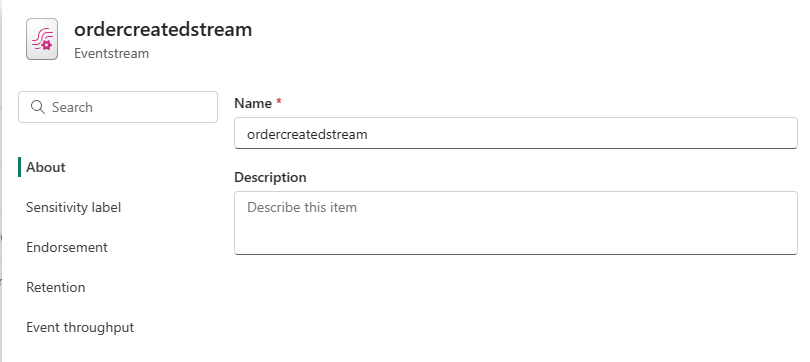 ordercreatedstream
Eventstream
Search
About
Sensitivity label
Endorsement
Retention
Event throughput
Name *
ordercreatedstream
Description
Describe this item